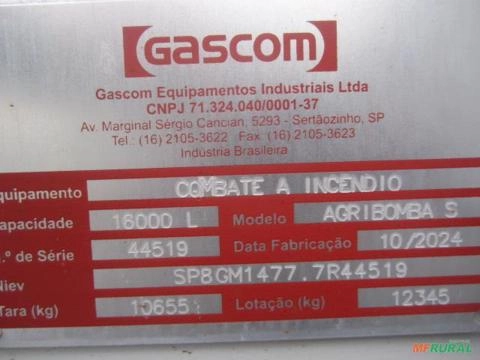 GASCOM
Gascom Equipamentos Industriais Ltda
CNPJ 71.324.040/0001-37
Av. Marginal Sérgio Cancian, 5293 - Sertãozinho, SP
Tel.: (16) 2105-3622 Fax: (16) 2105-3623
Indústria Brasileira
quipamento COMBATE A INCENDIO
Capacidade 16000 L Modelo AGRIBOMBA S
.º de Série 44519 Data Fabricação 10/2024
Niev SP8GM1477.7R44519
Tara (kg) 10655 Lotação (kg) 12345
MFRURAL